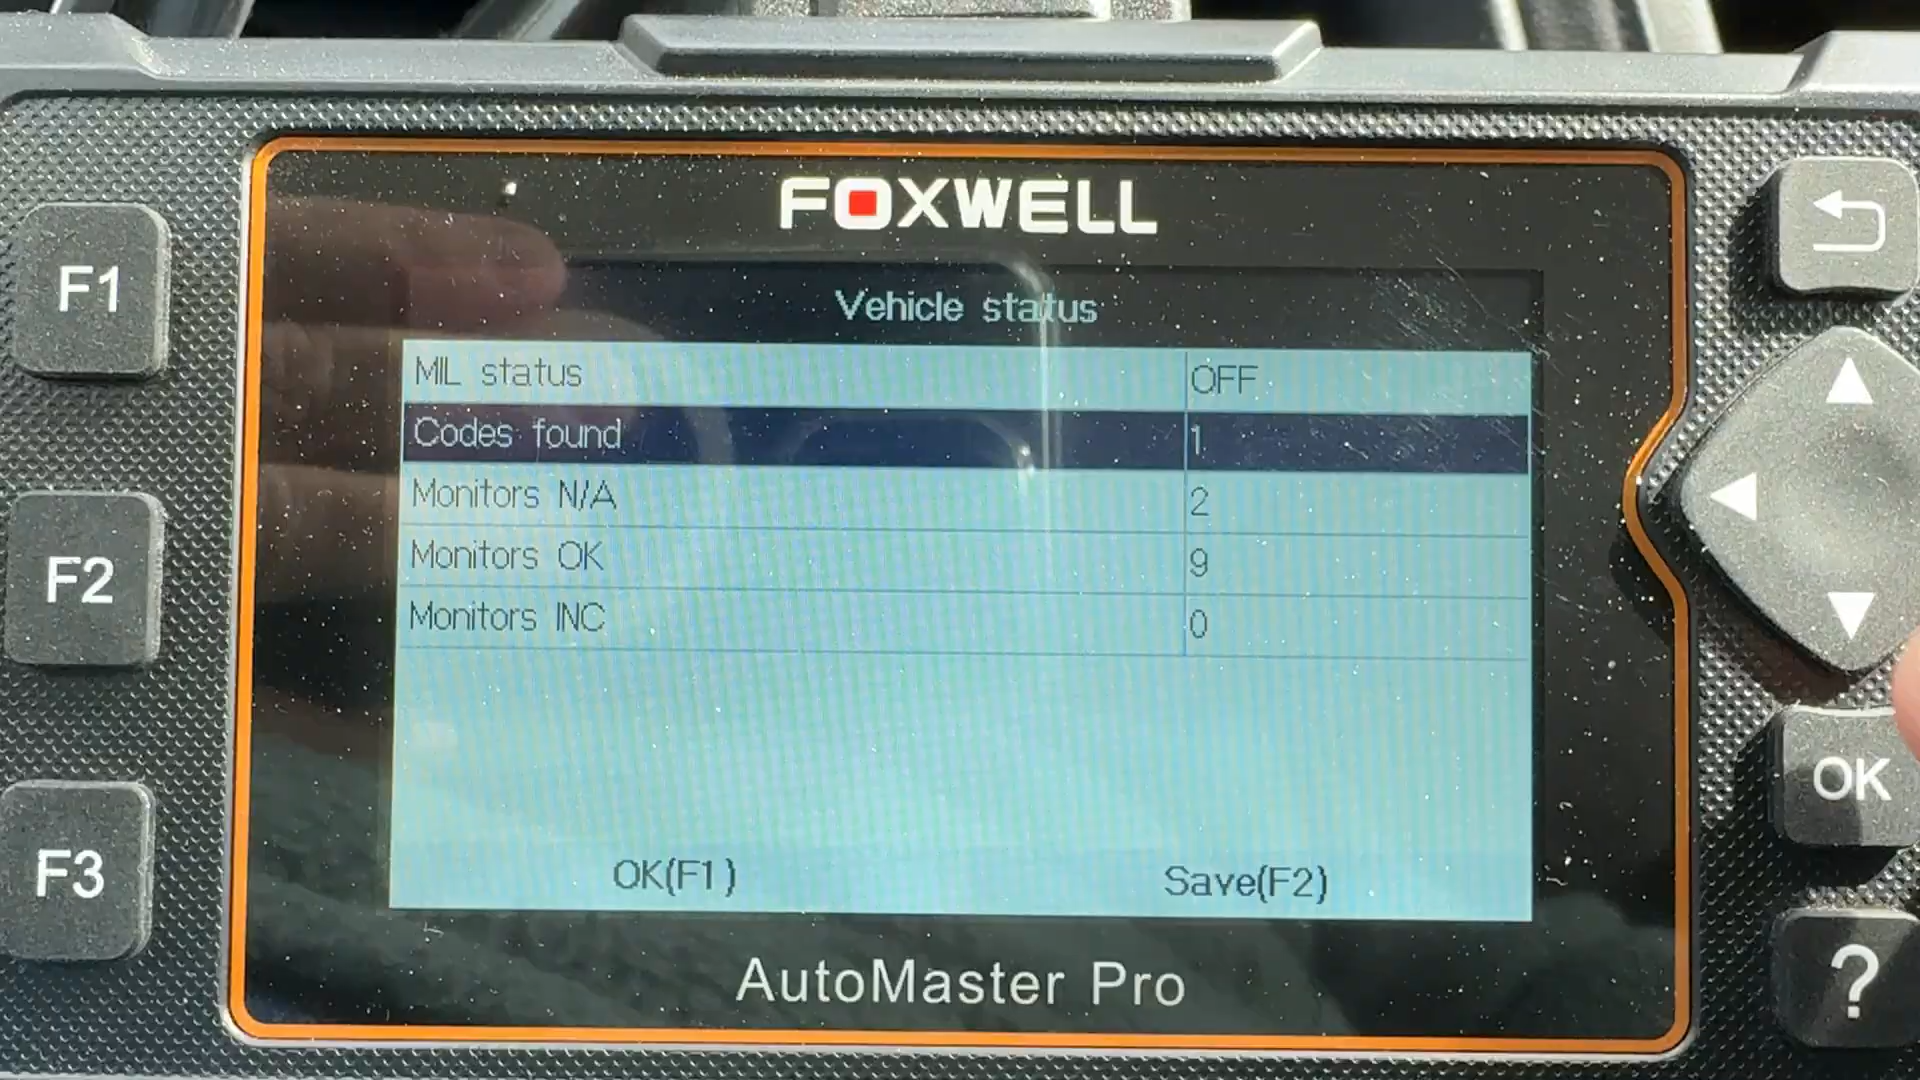 FOXWELL
Vehicle status
MIL status OFF
Codes found 1
Monitors N/A 2
Monitors OK 9
Monitors INC 0
OK(F1) Save(F2)
AutoMaster Pro
F1
F2
F3
OK
?